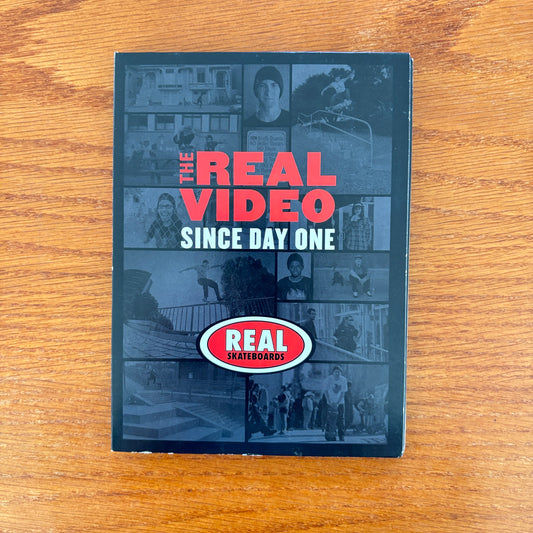 THE REAL
VIDEO
SINCE DAY ONE
REAL
SKATEBOARDS